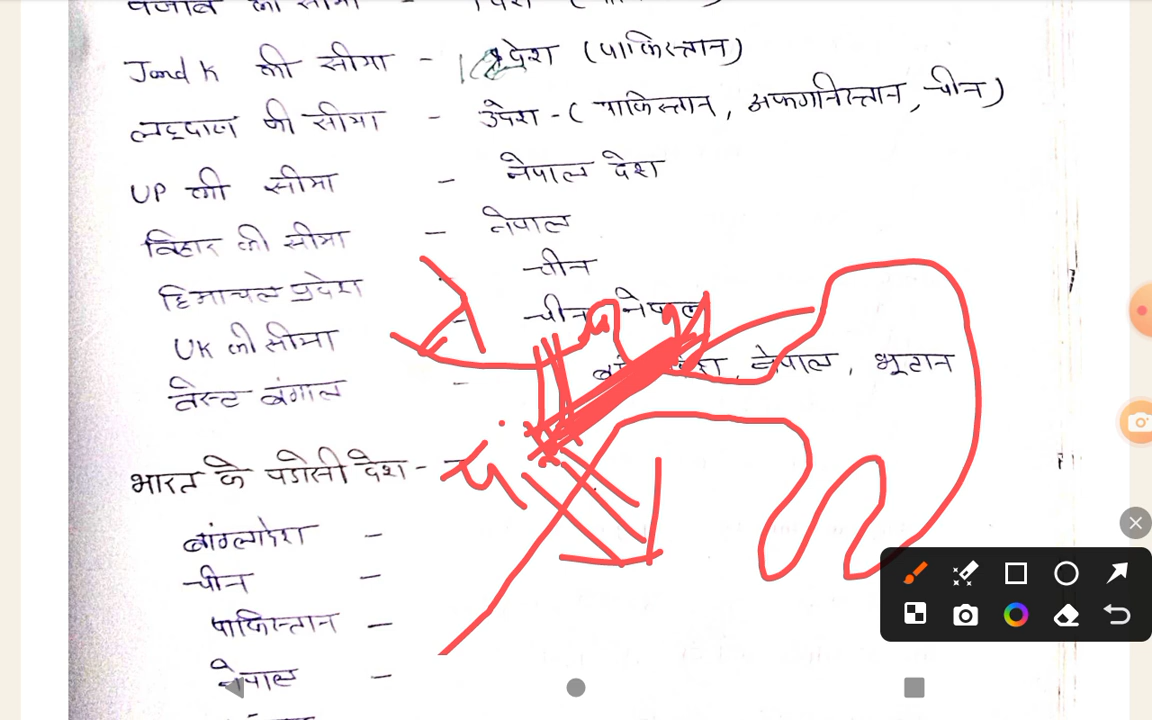 पंजाब की सीमा -
J and K की सीमा - 1 देश (पाकिस्तान)
लद्दाख की सीमा - 3 देश - (पाकिस्तान, अफगानिस्तान, चीन)
UP की सीमा - नेपाल देश
बिहार की सीमा - नेपाल
हिमाचल प्रदेश - चीन
UK की सीमा - चीन नेपाल
वेस्ट बंगाल - नेपाल, भूटान
भारत के पडोसी देश -
बांग्लादेश -
चीन -
पाकिस्तान -
नेपाल -